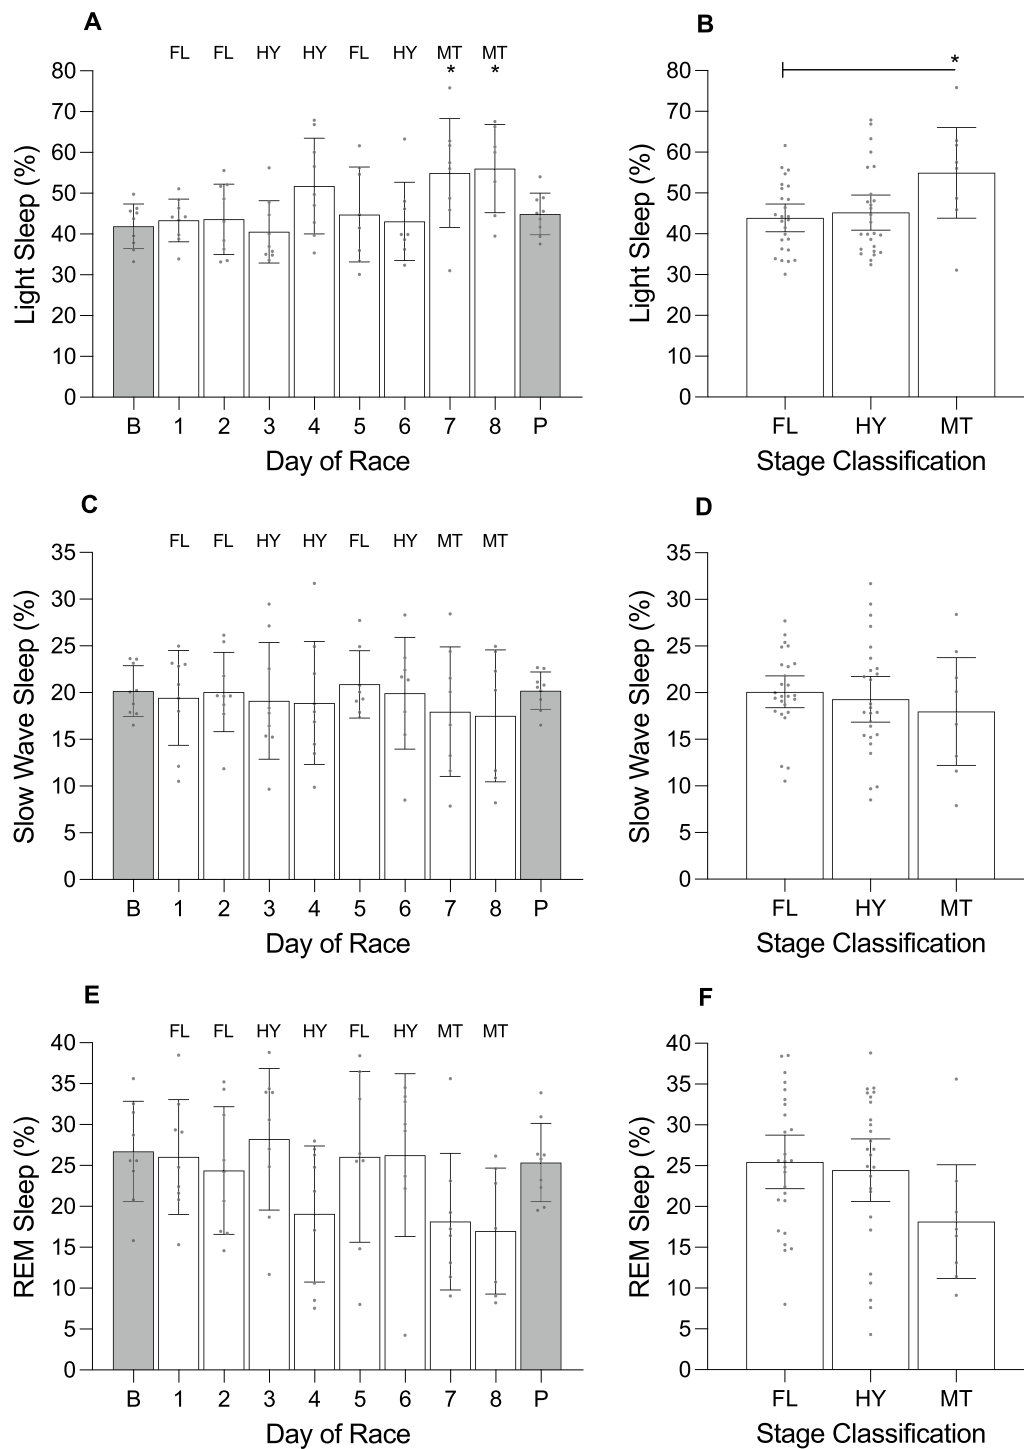 A
FL FL HY HY FL HY MT MT
* *
80
70
60
50
40
30
20
10
0
Light Sleep (%)
B 1 2 3 4 5 6 7 8 P
Day of Race
B
*
80
70
60
50
40
30
20
10
0
Light Sleep (%)
FL HY MT
Stage Classification
C
FL FL HY HY FL HY MT MT
35
30
25
20
15
10
5
0
Slow Wave Sleep (%)
B 1 2 3 4 5 6 7 8 P
Day of Race
D
35
30
25
20
15
10
5
0
Slow Wave Sleep (%)
FL HY MT
Stage Classification
E
FL FL HY HY FL HY MT MT
40
35
30
25
20
15
10
5
0
REM Sleep (%)
B 1 2 3 4 5 6 7 8 P
Day of Race
F
40
35
30
25
20
15
10
5
0
REM Sleep (%)
FL HY MT
Stage Classification